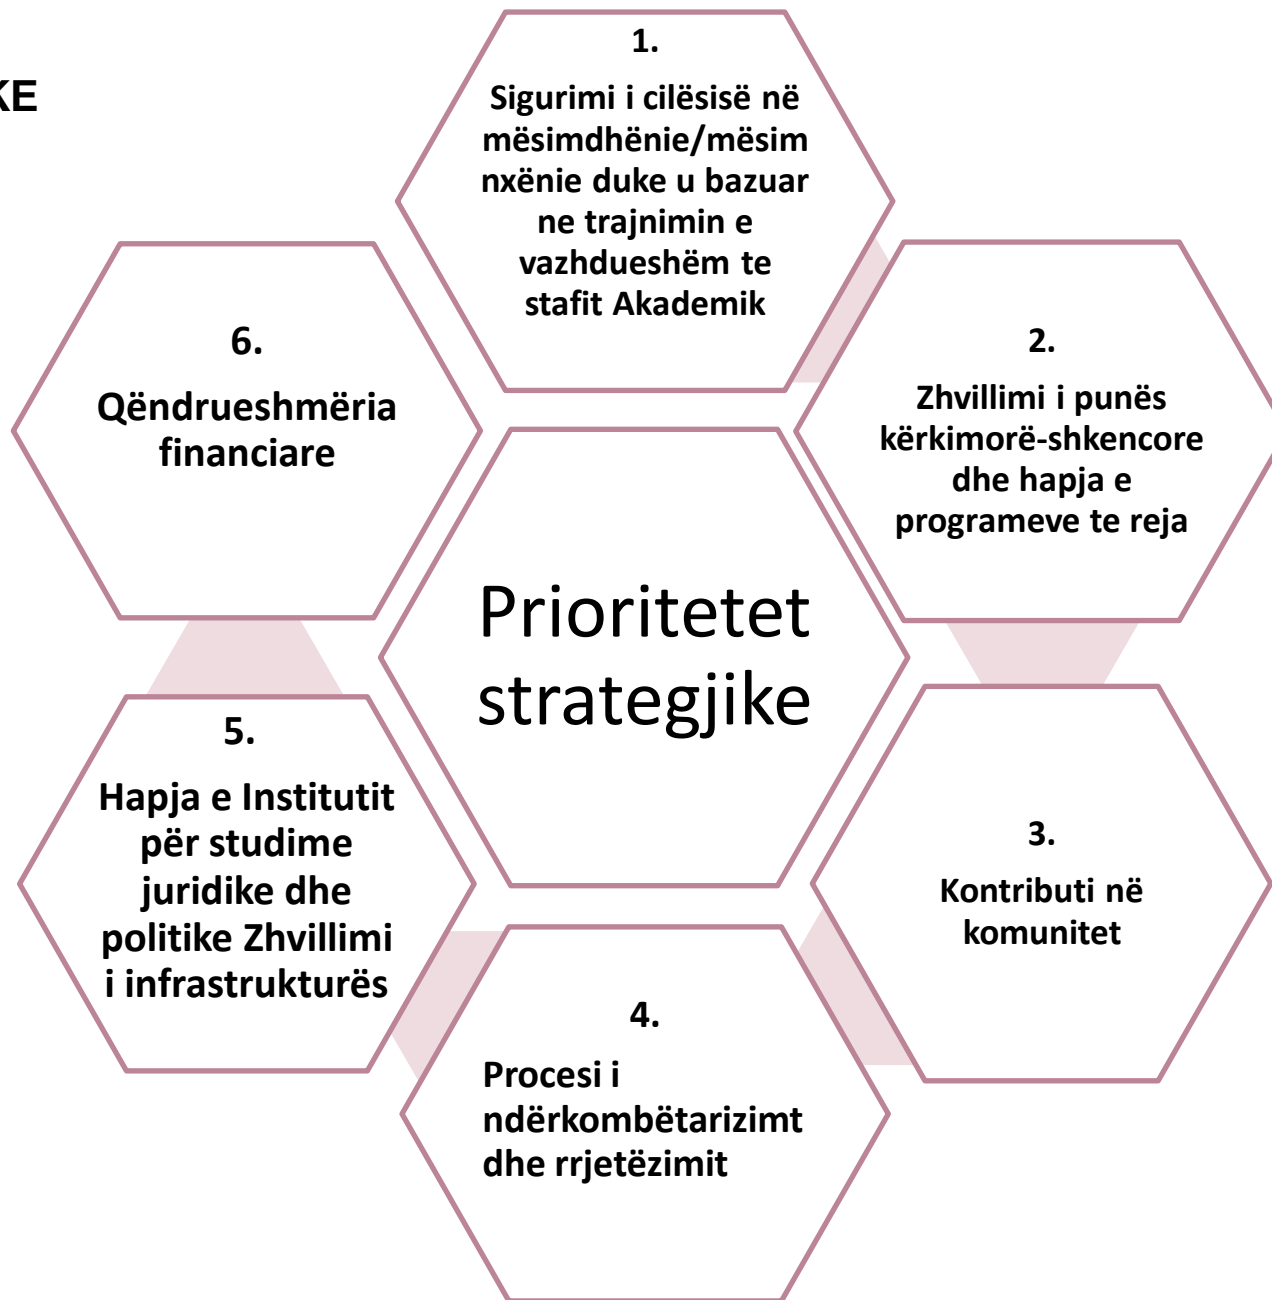 KE
1.
Sigurimi i cilësisë në
mësimdhënie/mësim
nxënie duke u bazuar
ne trajnimin e
vazhdueshëm te
stafit Akademik
2.
Zhvillimi i punës
kërkimorë-shkencore
dhe hapja e
programeve te reja
3.
Kontributi në
komunitet
4.
Procesi i
ndërkombëtarizimt
dhe rrjetëzimit
5.
Hapja e Institutit
për studime
juridike dhe
politike Zhvillimi
i infrastrukturës
6.
Qëndrueshmëria
financiare
Prioritetet
strategjike